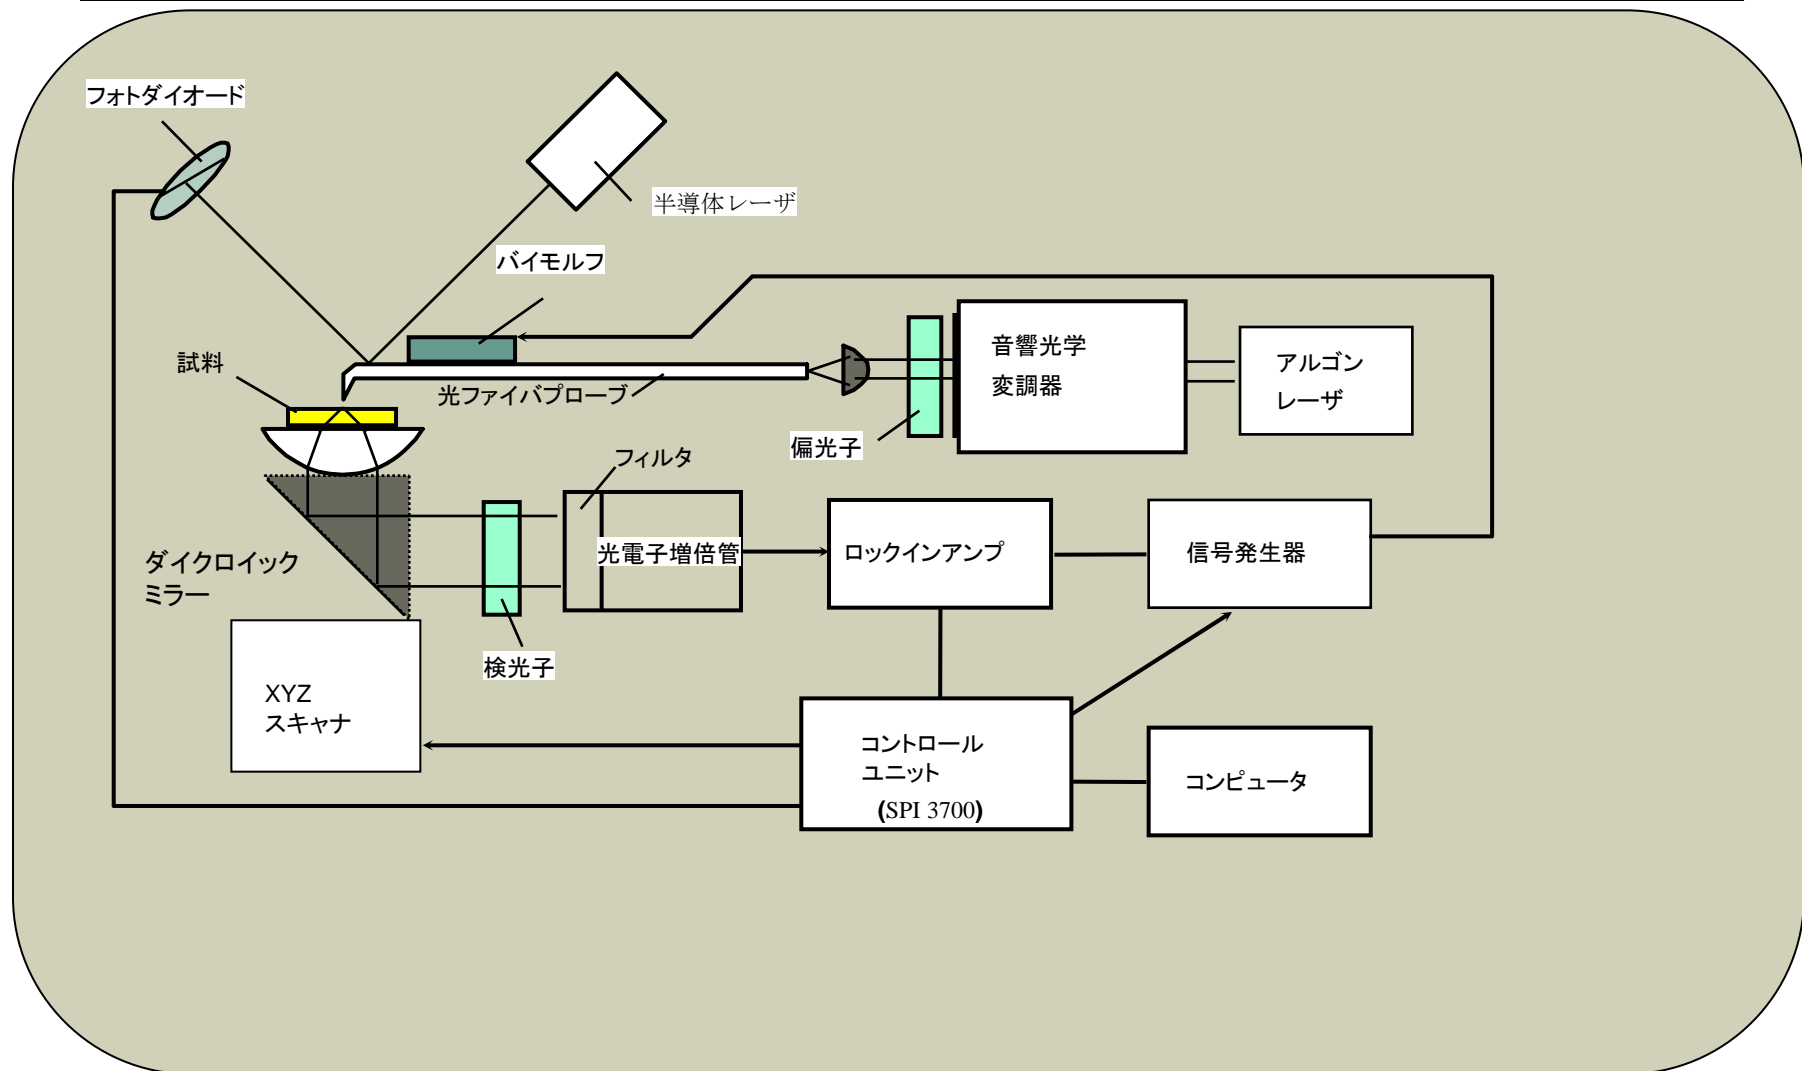 フォトダイオード
半導体レーザ
バイモルフ
試料
光ファイバプローブ
音響光学
変調器
アルゴン
レーザ
偏光子
フィルタ
光電子増倍管
ロックインアンプ
信号発生器
ダイクロイック
ミラー
検光子
XYZ
スキャナ
コントロール
ユニット
(SPI 3700)
コンピュータ